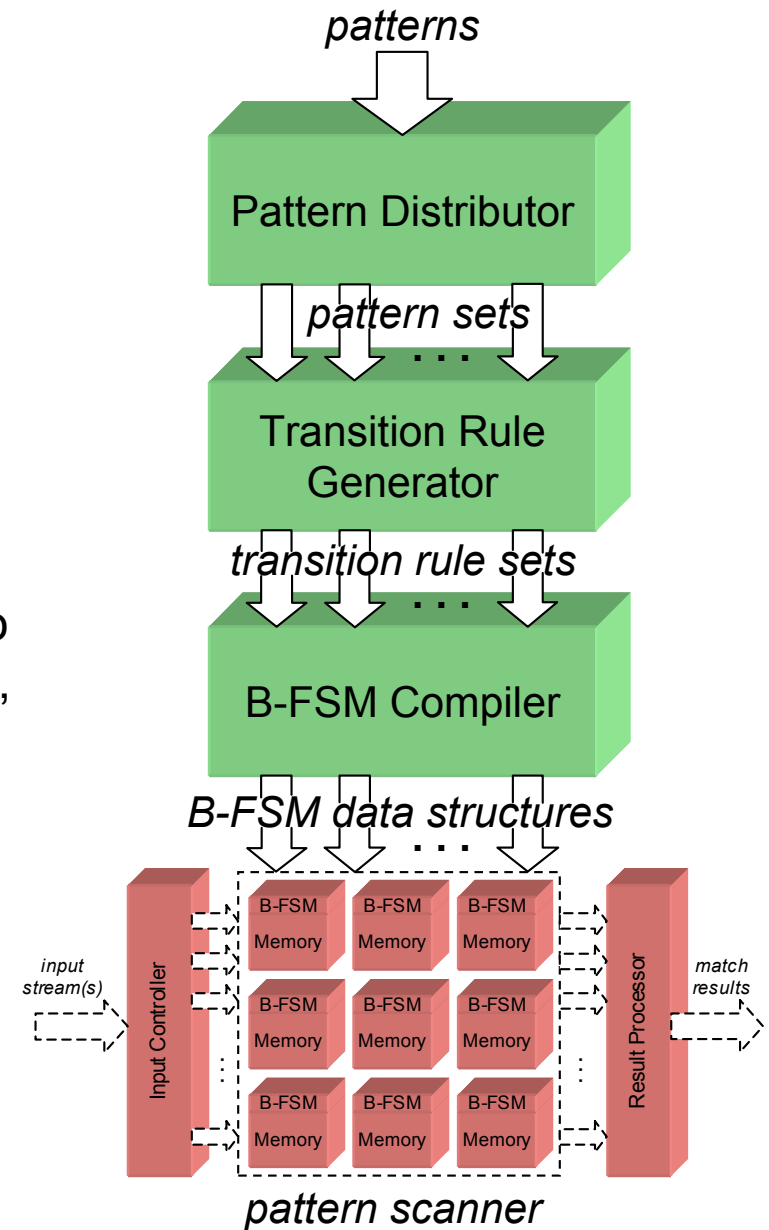 patterns
Pattern Distributor
pattern sets
. . .
Transition Rule
Generator
transition rule sets
. . .
,
B-FSM Compiler
B-FSM data structures
. . .
input
stream(s)
Input Controller
. . .
B-FSM
Memory
B-FSM
Memory
B-FSM
Memory
B-FSM
Memory
B-FSM
Memory
B-FSM
Memory
B-FSM
Memory
B-FSM
Memory
B-FSM
Memory
. . .
Result Processor
match
results
pattern scanner